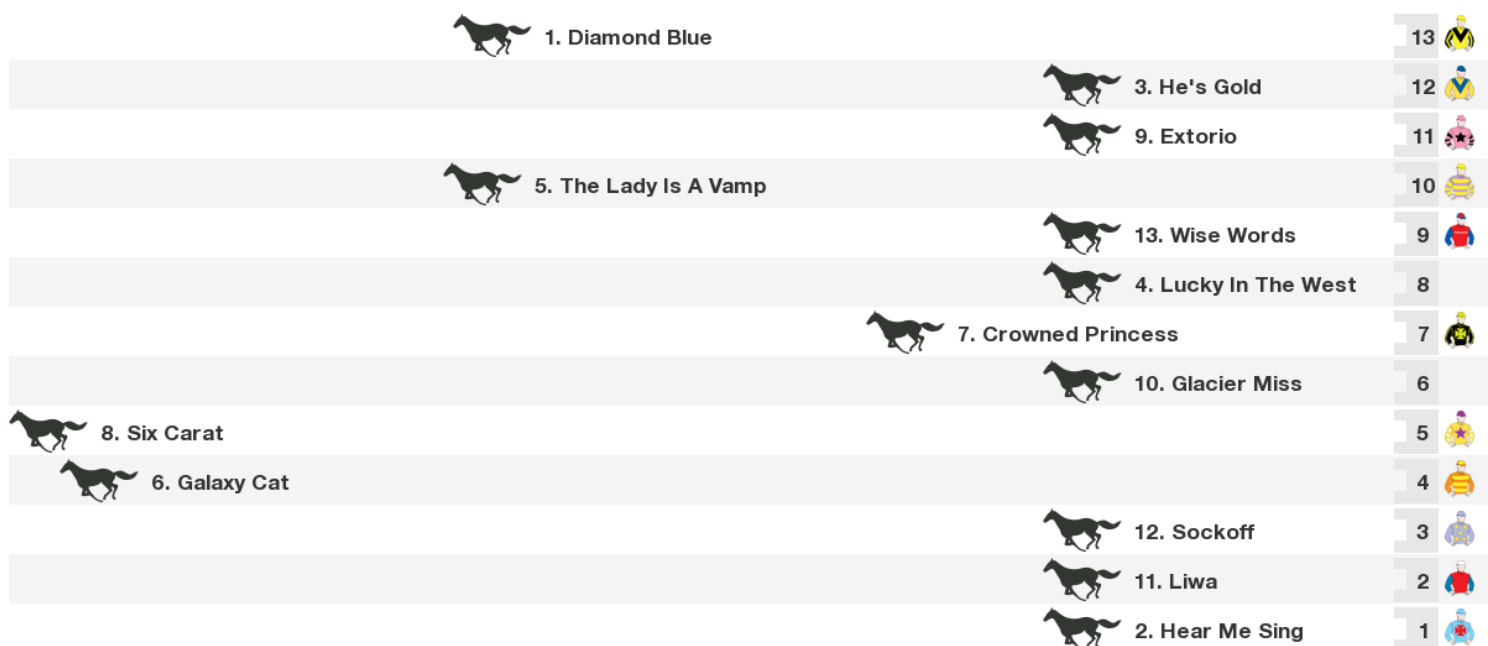 1. Diamond Blue 13
3. He's Gold 12
9. Extorio 11
5. The Lady Is A Vamp 10
13. Wise Words 9
4. Lucky In The West 8
7. Crowned Princess 7
10. Glacier Miss 6
8. Six Carat 5
6. Galaxy Cat 4
12. Sockoff 3
11. Liwa 2
2. Hear Me Sing 1